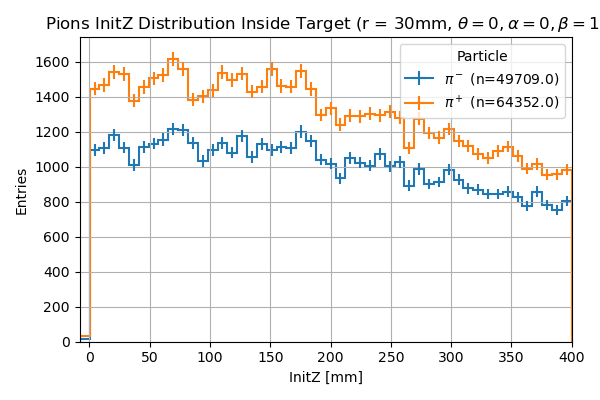 Pions InitZ Distribution Inside Target (r = 30mm, θ = 0, α = 0, β = 1
Particle
π⁻ (n=49709.0)
π⁺ (n=64352.0)
1600
1400
1200
1000
800
600
400
200
0
Entries
0 50 100 150 200 250 300 350 400
InitZ [mm]